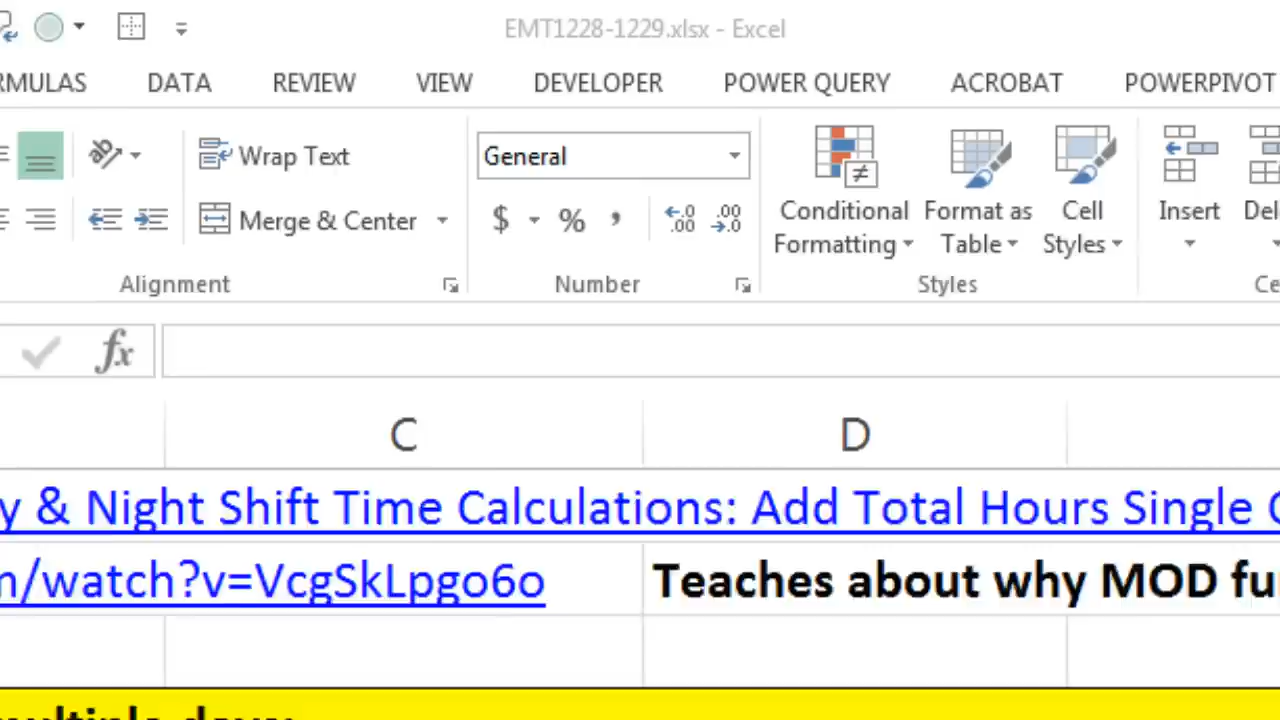 EMT1228-1229.xlsx - Excel
DATA REVIEW VIEW DEVELOPER POWER QUERY ACROBAT POWERPIVOT
Wrap Text
General
Merge & Center
$ % ,
Conditional Formatting
Format as Table
Cell Styles
Insert
Alignment
Number
Styles
fx
C D
& Night Shift Time Calculations: Add Total Hours Single
/watch?v=VcgSkLpgo6o
Teaches about why MOD